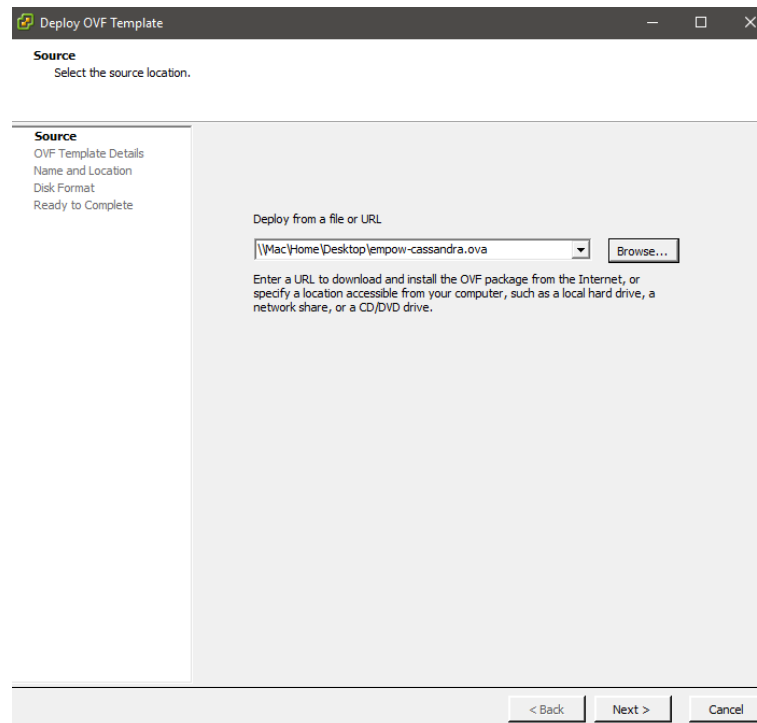 Deploy OVF Template
Source
Select the source location.
Source
OVF Template Details
Name and Location
Disk Format
Ready to Complete
Deploy from a file or URL
\\Mac\Home\Desktop\empow-cassandra.ova
Browse...
Enter a URL to download and install the OVF package from the Internet, or
specify a location accessible from your computer, such as a local hard drive, a
network share, or a CD/DVD drive.
< Back
Next >
Cancel